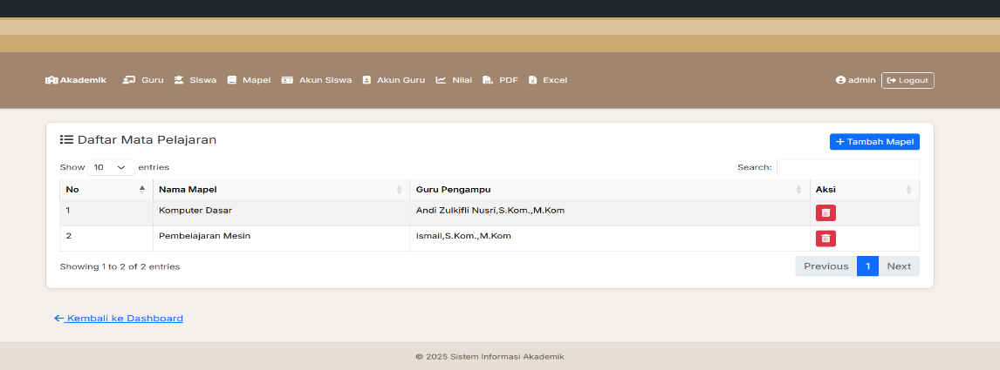 Akademik Guru Siswa Mapel Akun Siswa Akun Guru Nilai PDF Excel admin Logout
Daftar Mata Pelajaran + Tambah Mapel
Show 10 entries Search:
No Nama Mapel Guru Pengampu Aksi
1 Komputer Dasar Andi Zulkifli Nusri,S.Kom.,M.Kom
2 Pembelajaran Mesin Ismail,S.Kom.,M.Kom
Showing 1 to 2 of 2 entries Previous 1 Next
← Kembali ke Dashboard
© 2025 Sistem Informasi Akademik